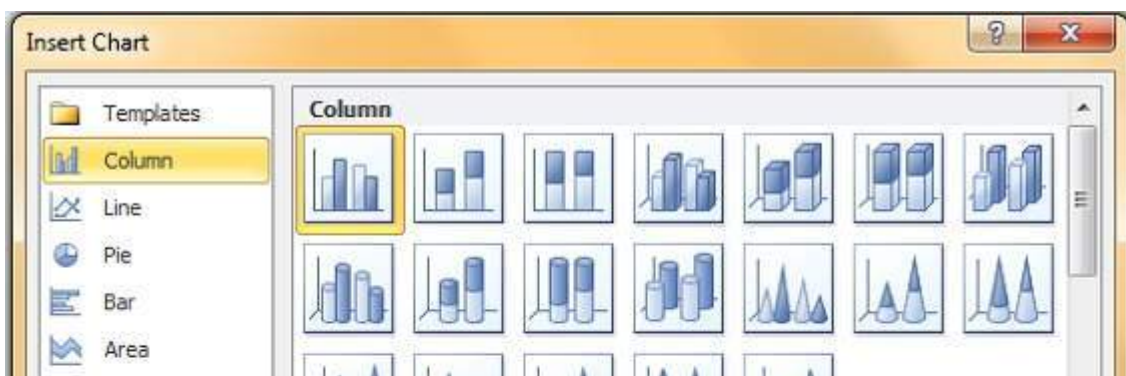 Insert Chart
Templates
Column
Line
Pie
Bar
Area
Column